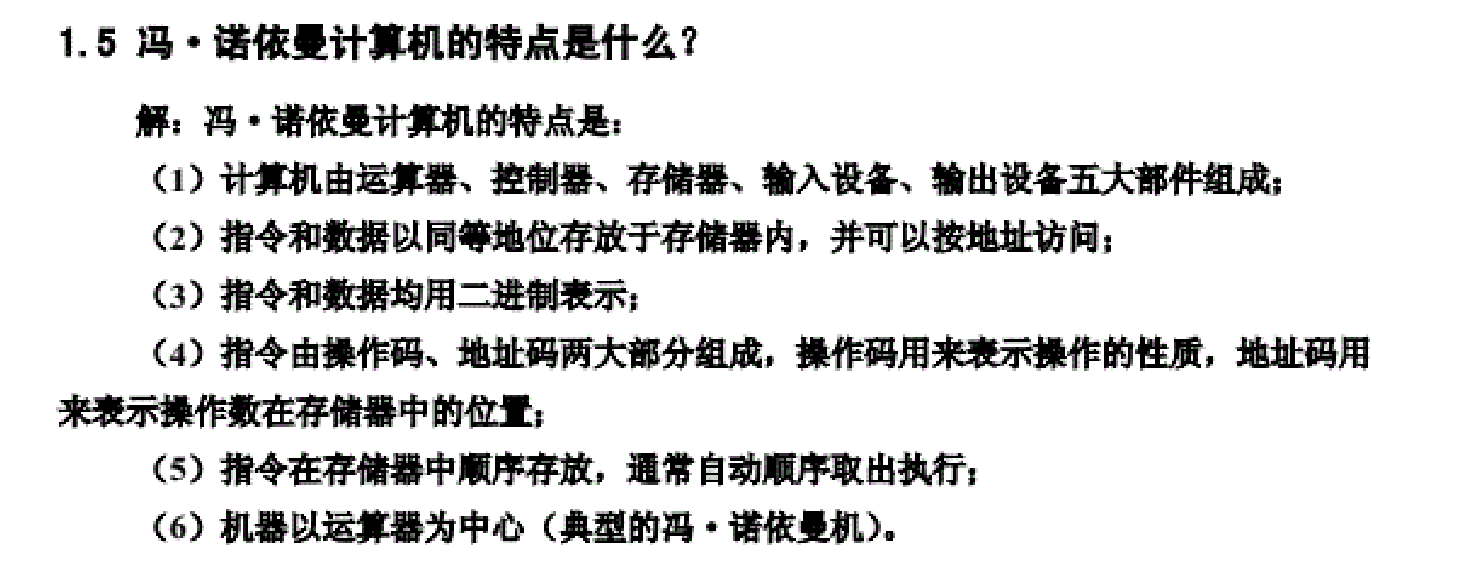 1.5 冯·诺依曼计算机的特点是什么？
解：冯·诺依曼计算机的特点是：
（1）计算机由运算器、控制器、存储器、输入设备、输出设备五大部件组成；
（2）指令和数据以同等地位存放于存储器内，并可以按地址访问；
（3）指令和数据均用二进制表示；
（4）指令由操作码、地址码两大部分组成，操作码用来表示操作的性质，地址码用
来表示操作数在存储器中的位置；
（5）指令在存储器中顺序存放，通常自动顺序取出执行；
（6）机器以运算器为中心（典型的冯·诺依曼机）。